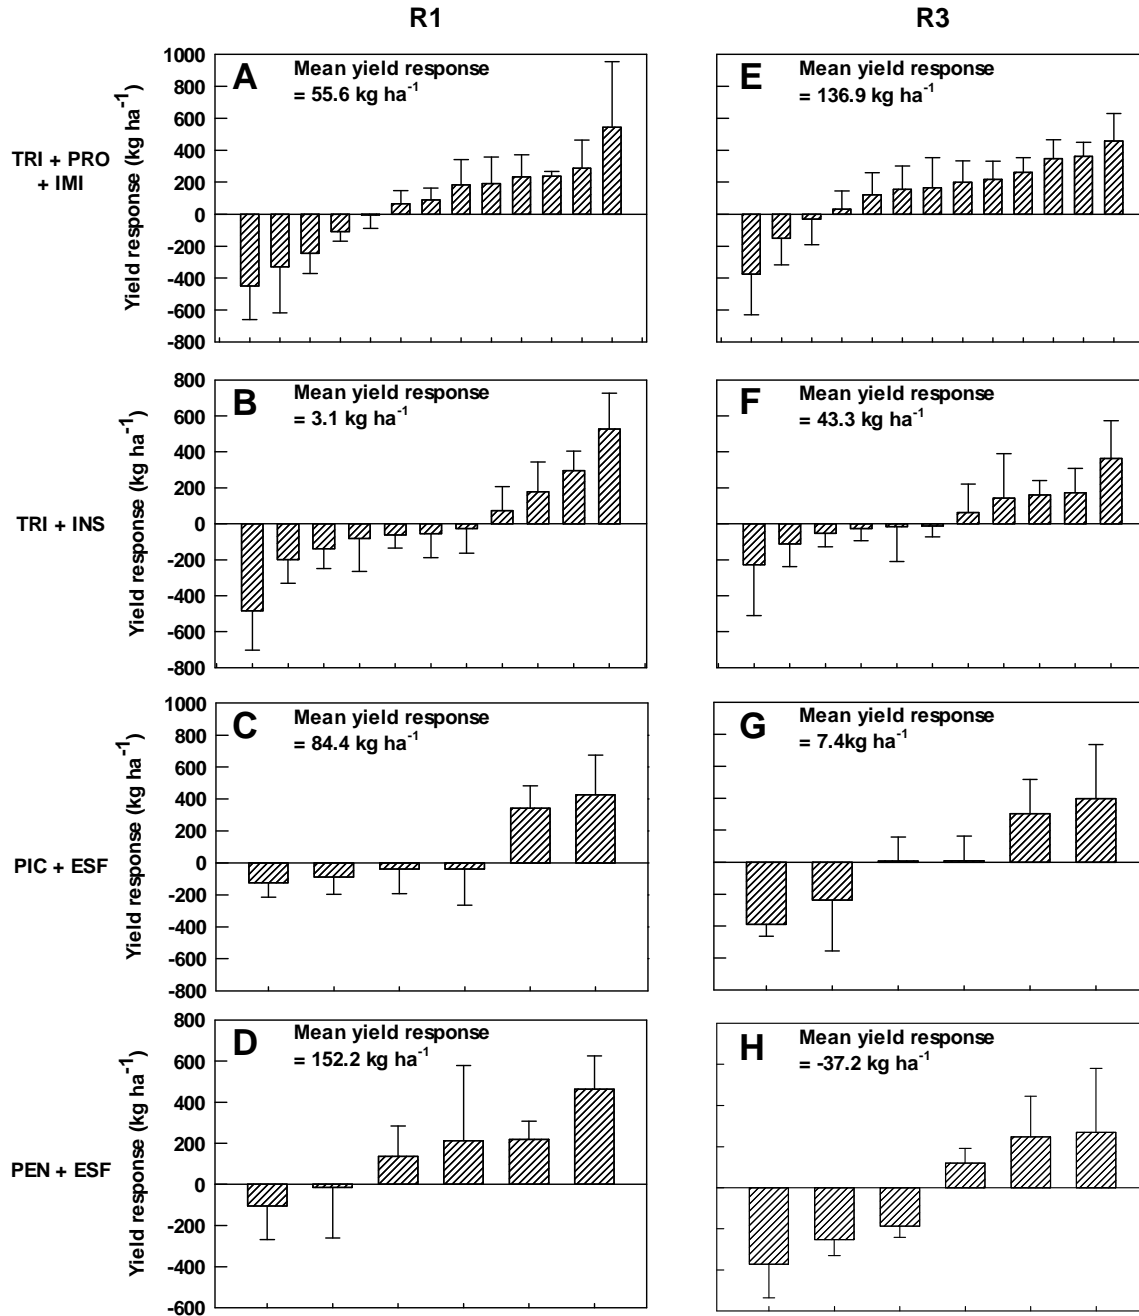 R1
R3
TRI + PRO
+ IMI
Yield response (kg ha⁻¹)
1000
800
600
400
200
0
-200
-400
-600
-800
A
Mean yield response
= 55.6 kg ha⁻¹
E
Mean yield response
= 136.9 kg ha⁻¹
TRI + INS
Yield response (kg ha⁻¹)
800
600
400
200
0
-200
-400
-600
-800
B
Mean yield response
= 3.1 kg ha⁻¹
F
Mean yield response
= 43.3 kg ha⁻¹
PIC + ESF
Yield response (kg ha⁻¹)
1000
800
600
400
200
0
-200
-400
-600
-800
C
Mean yield response
= 84.4 kg ha⁻¹
G
Mean yield response
= 7.4kg ha⁻¹
PEN + ESF
Yield response (kg ha⁻¹)
800
600
400
200
0
-200
-400
-600
D
Mean yield response
= 152.2 kg ha⁻¹
H
Mean yield response
= -37.2 kg ha⁻¹